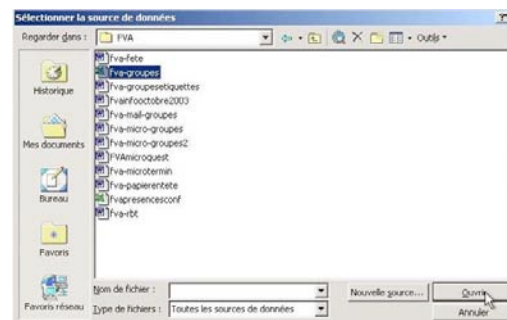 Sélectionner la source de données
Regarder dans : FVA Outils
Historique
Mes documents
Bureau
Favoris
Favoris réseau
fva-fete
fva-groupes
fva-groupesetiquettes
fvainfooctobre2003
fva-mail-groupes
fva-micro-groupes
fva-micro-groupes2
FVAmicroquest
fva-microtermin
fva-papierentete
fvapresencesconf
fva-rbt
Nom de fichier : Nouvelle source... Ouvrir
Type de fichiers : Toutes les sources de données Annuler